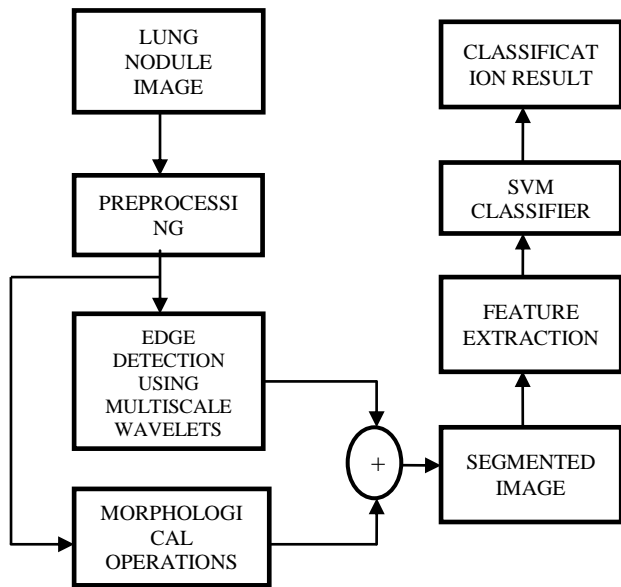 LUNG
NODULE
IMAGE
PREPROCESSI
NG
EDGE
DETECTION
USING
MULTISCALE
WAVELETS
MORPHOLOGI
CAL
OPERATIONS
+
SEGMENTED
IMAGE
FEATURE
EXTRACTION
SVM
CLASSIFIER
CLASSIFICAT
ION RESULT